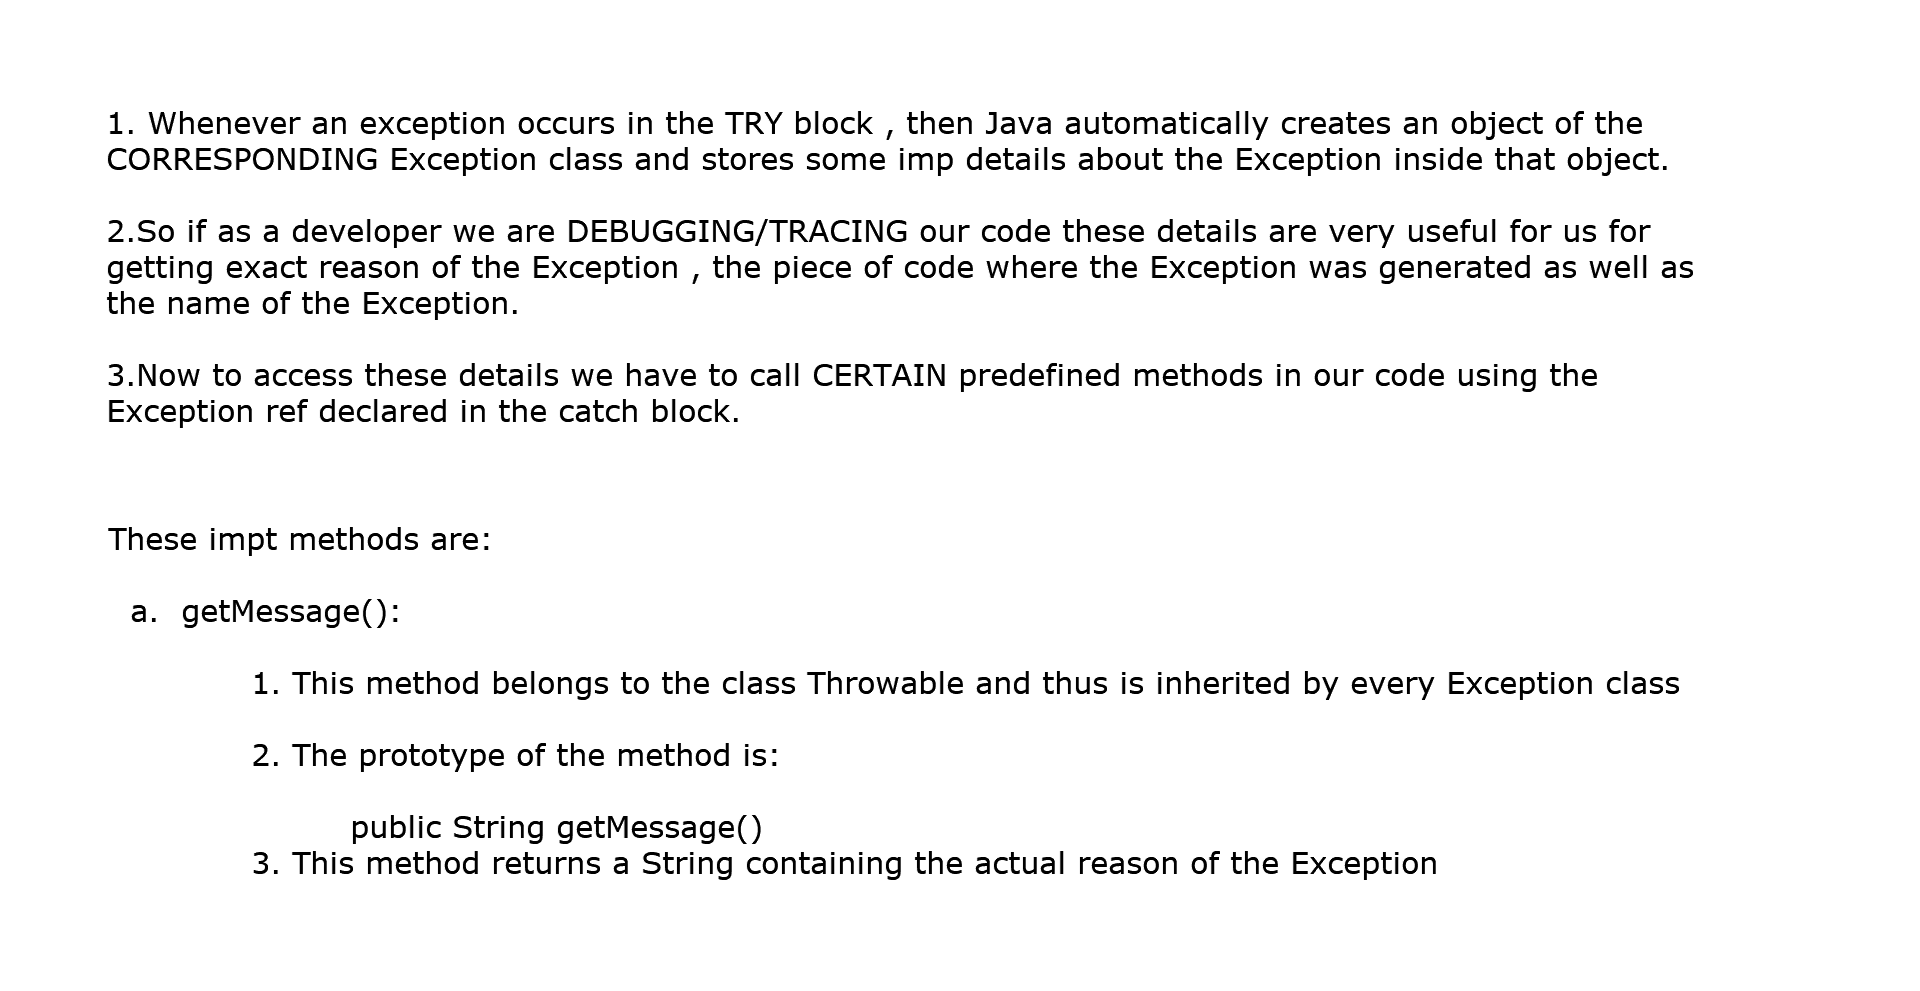 1. Whenever an exception occurs in the TRY block , then Java automatically creates an object of the
CORRESPONDING Exception class and stores some imp details about the Exception inside that object.
2.So if as a developer we are DEBUGGING/TRACING our code these details are very useful for us for
getting exact reason of the Exception , the piece of code where the Exception was generated as well as
the name of the Exception.
3.Now to access these details we have to call CERTAIN predefined methods in our code using the
Exception ref declared in the catch block.
These impt methods are:
a. getMessage():
1. This method belongs to the class Throwable and thus is inherited by every Exception class
2. The prototype of the method is:
public String getMessage()
3. This method returns a String containing the actual reason of the Exception